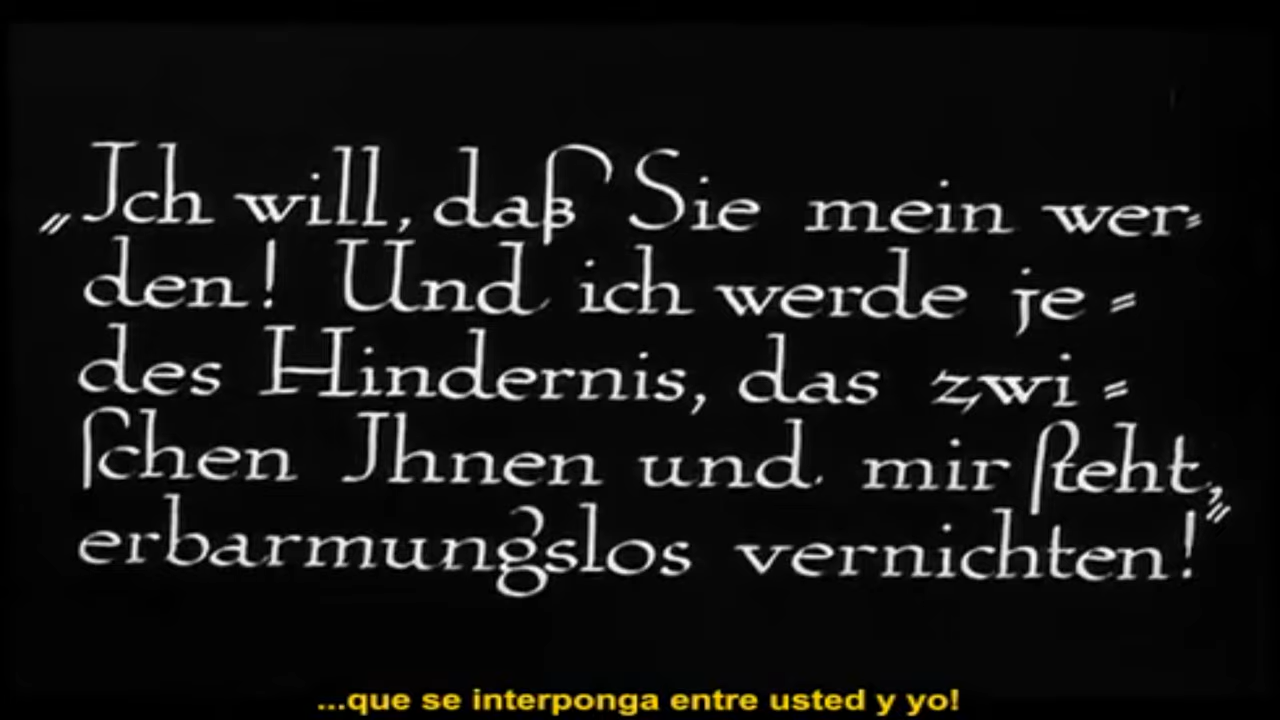 „Ich will, daß Sie mein wer=
den! Und ich werde je=
des Hindernis, das zwi=
ſchen Ihnen und mir ſteht,
erbarmungslos vernichten!”
...que se interponga entre usted y yo!